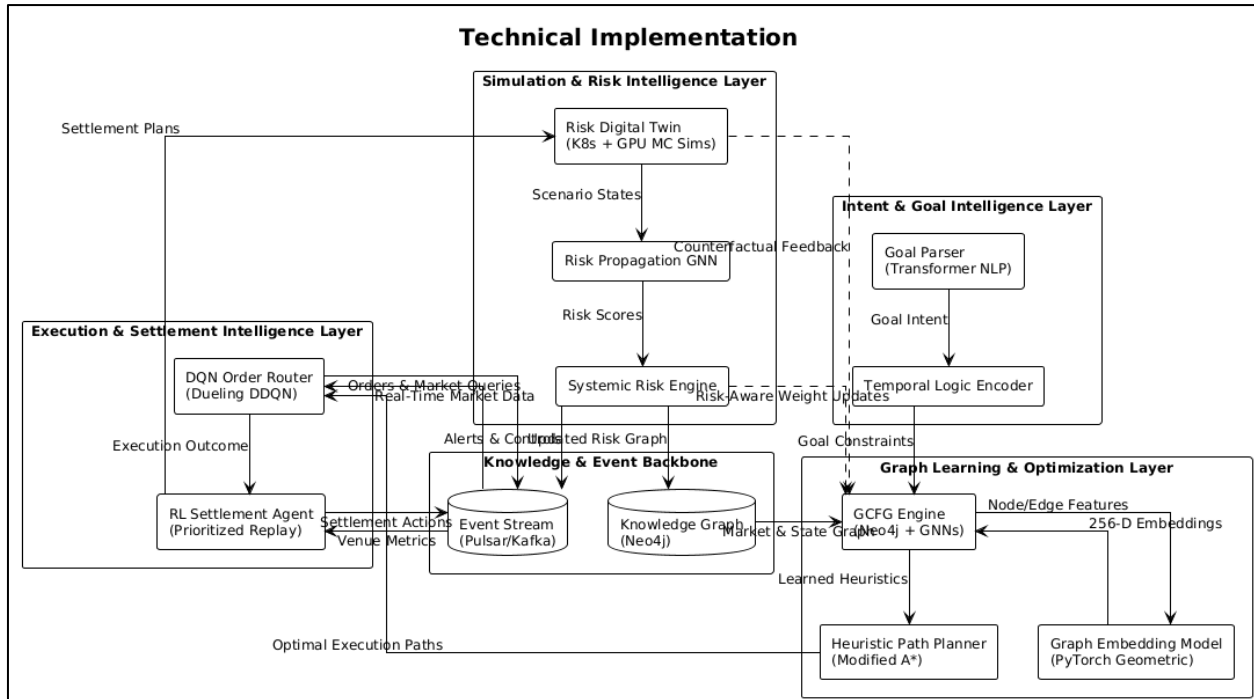 Technical Implementation
Simulation & Risk Intelligence Layer
Settlement Plans
Risk Digital Twin
(K8s + GPU MC Sims)
Scenario States
Intent & Goal Intelligence Layer
Risk Propagation GNN
Counterfactual Feedback
Goal Parser
(Transformer NLP)
Risk Scores
Goal Intent
Execution & Settlement Intelligence Layer
DQN Order Router
(Dueling DDQN)
Orders & Market Queries
Real-Time Market Data
Systemic Risk Engine
Risk-Aware Weight Updates
Temporal Logic Encoder
Execution Outcome
Alerts & Controls
Updated Risk Graph
Goal Constraints
Knowledge & Event Backbone
Graph Learning & Optimization Layer
RL Settlement Agent
(Prioritized Replay)
Settlement Actions
Venue Metrics
Event Stream
(Pulsar/Kafka)
Knowledge Graph
(Neo4j)
Market & State Graph
GCFG Engine
(Neo4j + GNNs)
Node/Edge Features
256-D Embeddings
Learned Heuristics
Optimal Execution Paths
Heuristic Path Planner
(Modified A*)
Graph Embedding Model
(PyTorch Geometric)